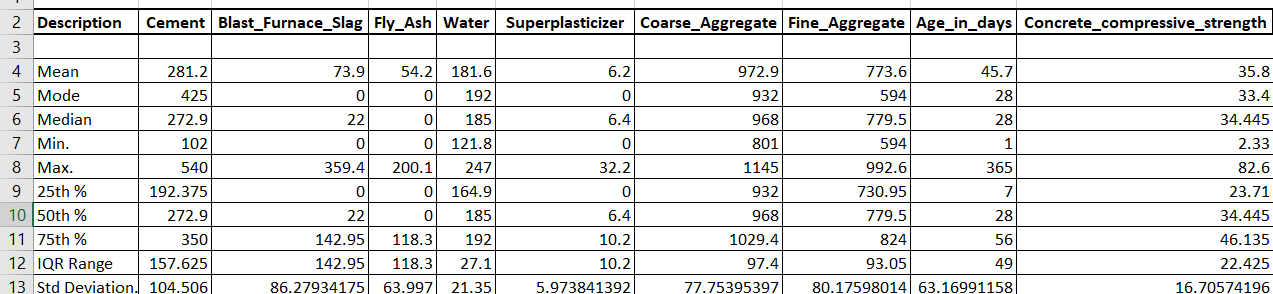 2 Description Cement Blast_Furnace_Slag Fly_Ash Water Superplasticizer Coarse_Aggregate Fine_Aggregate Age_in_days Concrete_compressive_strength
3
4 Mean 281.2 73.9 54.2 181.6 6.2 972.9 773.6 45.7 35.8
5 Mode 425 0 0 192 0 932 594 28 33.4
6 Median 272.9 22 0 185 6.4 968 779.5 28 34.445
7 Min. 102 0 0 121.8 0 801 594 1 2.33
8 Max. 540 359.4 200.1 247 32.2 1145 992.6 365 82.6
9 25th % 192.375 0 0 164.9 0 932 730.95 7 23.71
10 50th % 272.9 22 0 185 6.4 968 779.5 28 34.445
11 75th % 350 142.95 118.3 192 10.2 1029.4 824 56 46.135
12 IQR Range 157.625 142.95 118.3 27.1 10.2 97.4 93.05 49 22.425
13 Std Deviation. 104.506 86.27934175 63.997 21.35 5.973841392 77.75395397 80.17598014 63.16991158 16.70574196